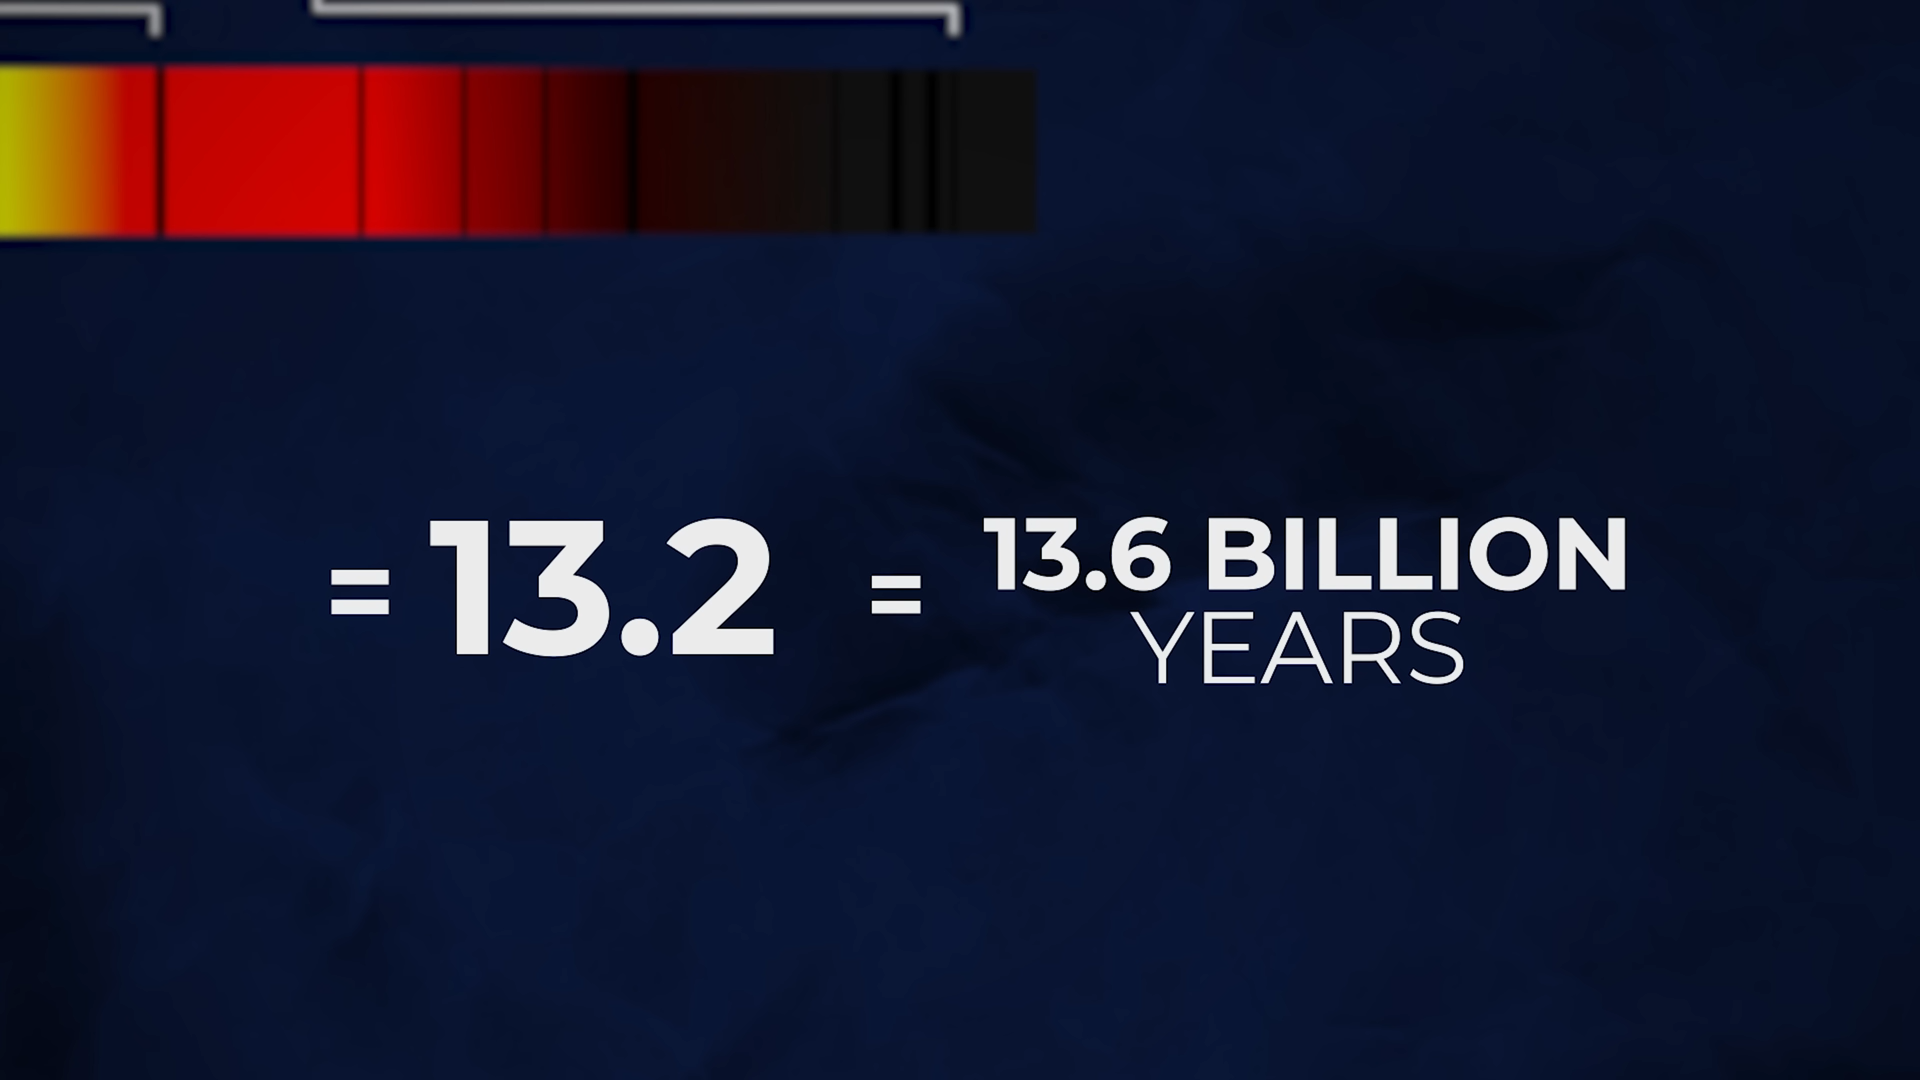 = 13.2 = 13.6 BILLION
YEARS